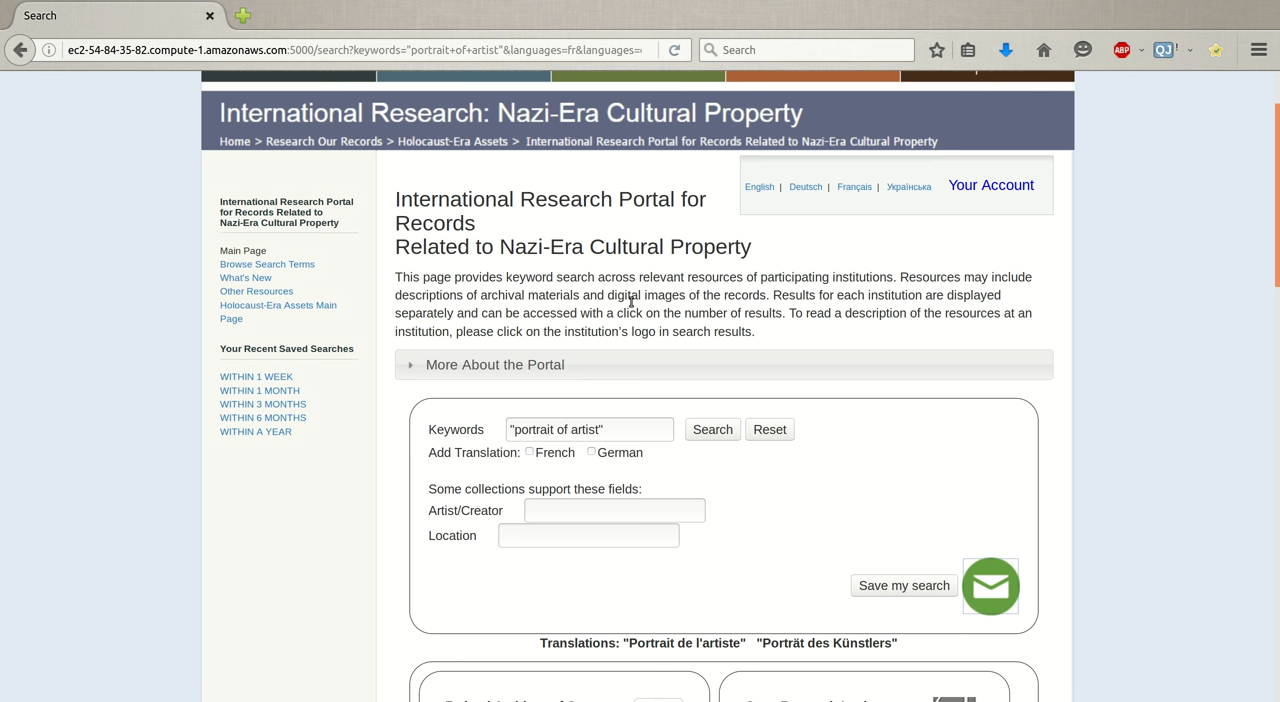 Search
ec2-54-84-35-82.compute-1.amazonaws.com:5000/search?keywords="portrait+of+artist"&languages=fr&languages=
Search
ABP
QJ !
International Research: Nazi-Era Cultural Property
Home > Research Our Records > Holocaust-Era Assets > International Research Portal for Records Related to Nazi-Era Cultural Property
English | Deutsch | Français | Українська Your Account
International Research Portal
for Records Related to
Nazi-Era Cultural Property
Main Page
Browse Search Terms
What's New
Other Resources
Holocaust-Era Assets Main
Page
Your Recent Saved Searches
WITHIN 1 WEEK
WITHIN 1 MONTH
WITHIN 3 MONTHS
WITHIN 6 MONTHS
WITHIN A YEAR
International Research Portal for
Records
Related to Nazi-Era Cultural Property
This page provides keyword search across relevant resources of participating institutions. Resources may include
descriptions of archival materials and digital images of the records. Results for each institution are displayed
separately and can be accessed with a click on the number of results. To read a description of the resources at an
institution, please click on the institution's logo in search results.
More About the Portal
Keywords "portrait of artist" Search Reset
Add Translation: French German
Some collections support these fields:
Artist/Creator
Location
Save my search
Translations: "Portrait de l'artiste" "Porträt des Künstlers"